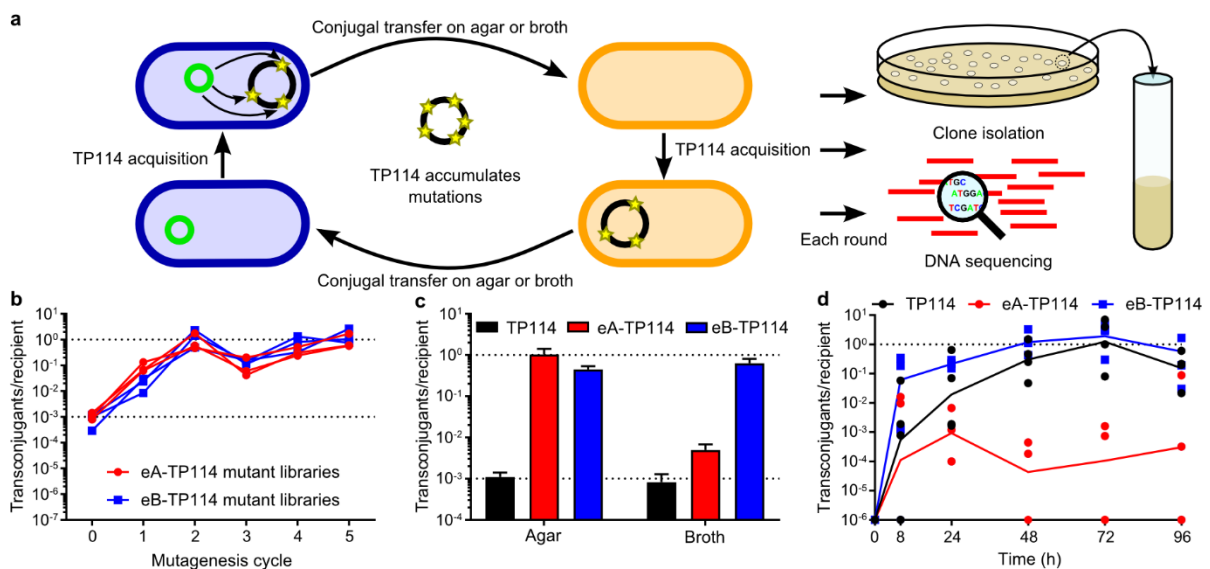 a
Conjugal transfer on agar or broth
TP114 acquisition
TP114 accumulates
mutations
TP114 acquisition
Conjugal transfer on agar or broth
Clone isolation
TGC
ATGGA
TCGATC
Each round
DNA sequencing
b
Transconjugants/recipient
10²
10¹
10⁰
10⁻¹
10⁻²
10⁻³
10⁻⁴
10⁻⁵
10⁻⁶
10⁻⁷
eA-TP114 mutant libraries
eB-TP114 mutant libraries
0 1 2 3 4 5
Mutagenesis cycle
c
TP114 eA-TP114 eB-TP114
Transconjugants/recipient
10¹
10⁰
10⁻¹
10⁻²
10⁻³
10⁻⁴
Agar Broth
d
TP114 eA-TP114 eB-TP114
Transconjugants/recipient
10¹
10⁰
10⁻¹
10⁻²
10⁻³
10⁻⁴
10⁻⁵
10⁻⁶
0 8 24 48 72 96
Time (h)